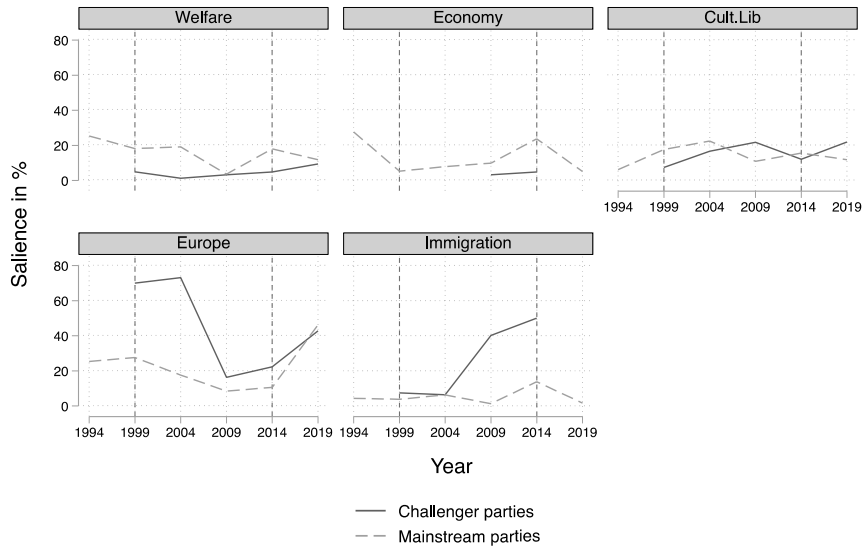 Welfare Economy Cult.Lib
80
60
40
20
0
1994 1999 2004 2009 2014 2019
Salience in %
Europe Immigration
80
60
40
20
0
1994 1999 2004 2009 2014 2019 1994 1999 2004 2009 2014 2019
Year
Challenger parties
Mainstream parties